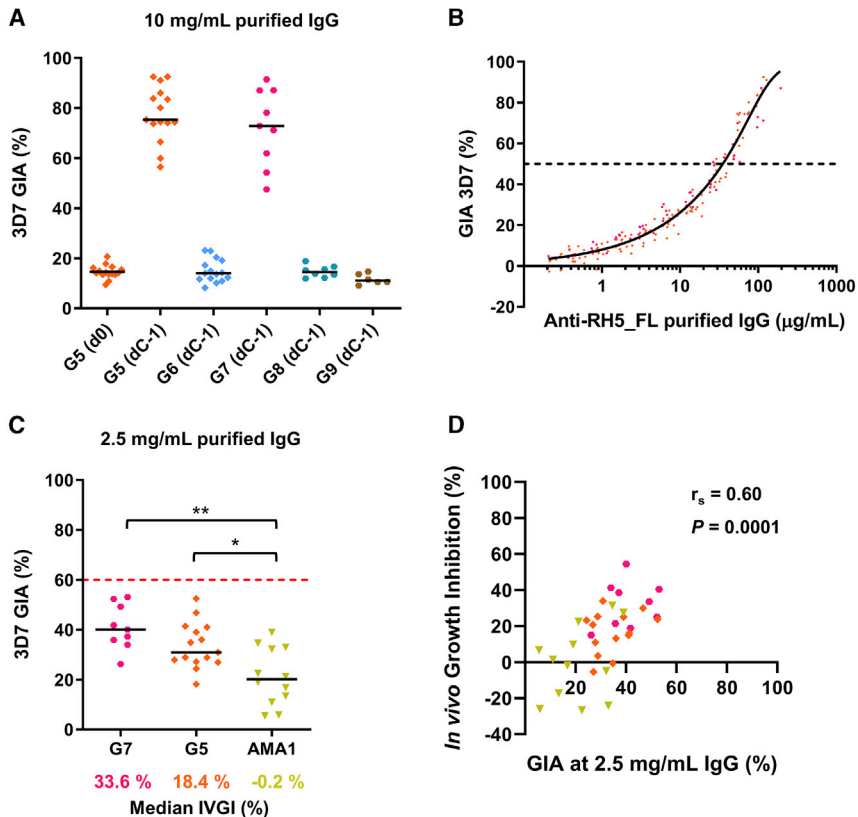 A
10 mg/mL purified IgG
3D7 GIA (%)
100
80
60
40
20
0
G5 (d0)
G5 (dC-1)
G6 (dC-1)
G7 (dC-1)
G8 (dC-1)
G9 (dC-1)
B
GIA 3D7 (%)
100
80
60
40
20
0
-20
1
10
100
1000
Anti-RH5_FL purified IgG (μg/mL)
C
2.5 mg/mL purified IgG
3D7 GIA (%)
100
80
60
40
20
0
**
*
G7
G5
AMA1
33.6 %
18.4 %
-0.2 %
Median IVGI (%)
D
In vivo Growth Inhibition (%)
100
80
60
40
20
0
-20
-40
20
40
60
80
100
rs = 0.60
P = 0.0001
GIA at 2.5 mg/mL IgG (%)